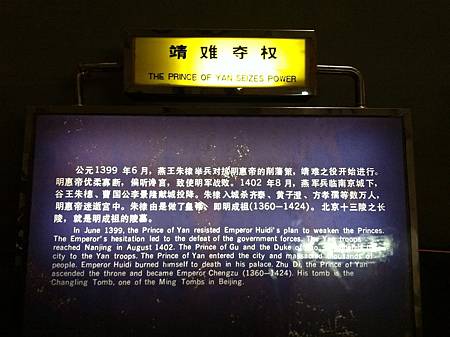 靖难夺权
THE PRINCE OF YAN SEIZES POWER
公元1399 年6 月，燕王朱棣举兵对抗明惠帝的削藩策，靖难之役开始进行。
明惠帝优柔寡断，偏听谗言，致使明军战败。1402 年8 月，燕军兵临南京城下，
谷王朱橞、曹国公李景隆献城投降。朱棣入城杀齐泰、黄子澄、方孝孺等数万人，
明惠帝 宫中。朱棣由是做了皇帝，即明成祖(1360—1424)。北京十三陵之长
陵，就是明成祖的陵墓。
In June 1399, the Prince of Yan resisted Emperor Huidi's plan to weaken the Princes.
The Emperor's hesitation led to the defeat of the government forces. The Yan troops
reached Nanjing in August 1402. The Prince of Gu and the Duke of the
city to the Yan troops. The Prince of Yan entered the city and massacred thousands of
people. Emperor Huidi burned himself to death in his palace. Zhu Di, the Prince of Yan
ascended the throne and became Emperor Chengzu (1360—1424). His tomb is the
Changling Tomb, one of the Ming Tombs in Beijing.